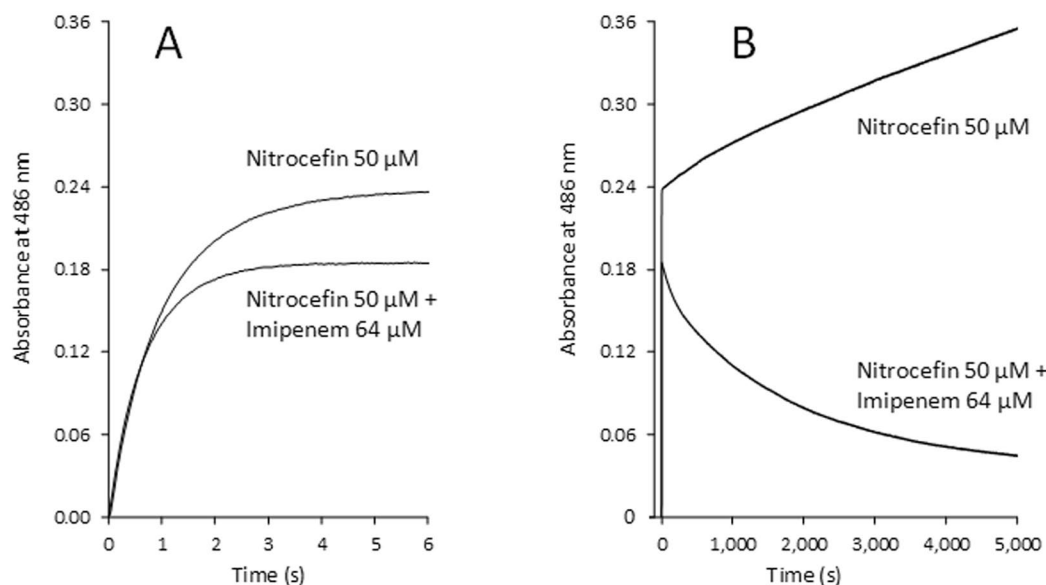 A
0.36
0.30
0.24
0.18
0.12
0.06
0.00
Absorbance at 486 nm
Nitrocefin 50 µM
Nitrocefin 50 µM +
Imipenem 64 µM
0 1 2 3 4 5 6
Time (s)
B
0.36
0.30
0.24
0.18
0.12
0.06
0
Absorbance at 486 nm
Nitrocefin 50 µM
Nitrocefin 50 µM +
Imipenem 64 µM
0 1,000 2,000 3,000 4,000 5,000
Time (s)